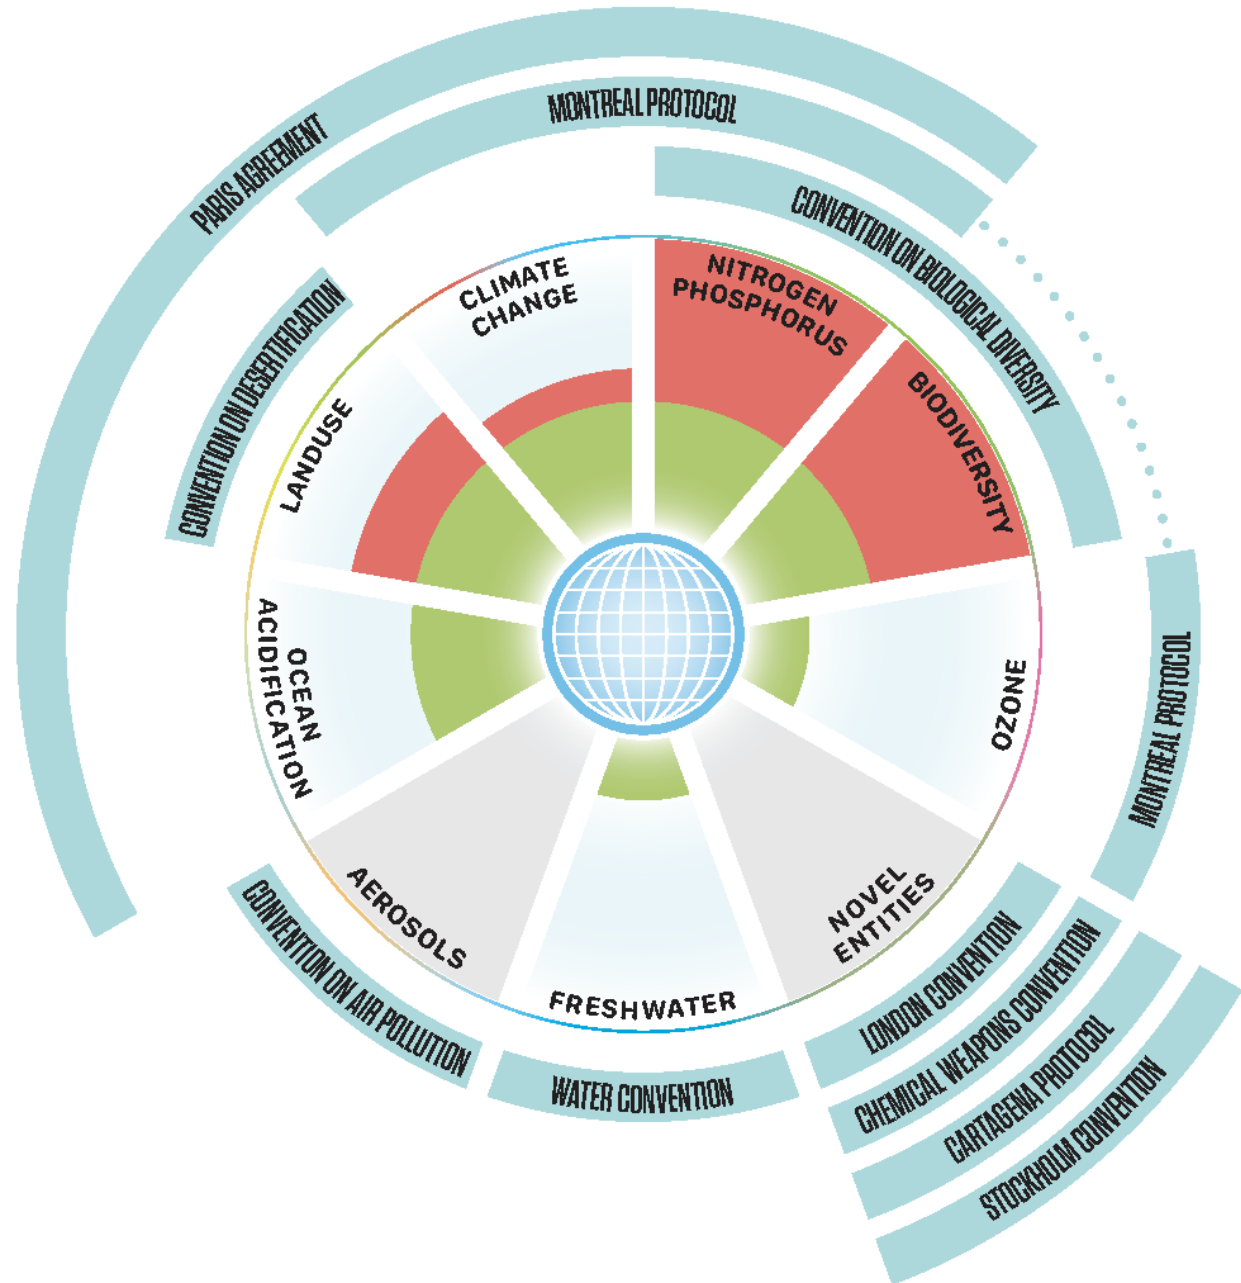 MONTREAL PROTOCOL
PARIS AGREEMENT
CONVENTION ON BIOLOGICAL DIVERSITY
CONVENTION ON DESERTIFICATION
CLIMATE
CHANGE
NITROGEN
PHOSPHORUS
BIODIVERSITY
LANDUSE
OCEAN
ACIDIFICATION
OZONE
MONTREAL PROTOCOL
AEROSOLS
NOVEL
ENTITIES
FRESHWATER
CONVENTION ON AIR POLLUTION
WATER CONVENTION
LONDON CONVENTION
CHEMICAL WEAPONS CONVENTION
CARTAGENA PROTOCOL
STOCKHOLM CONVENTION